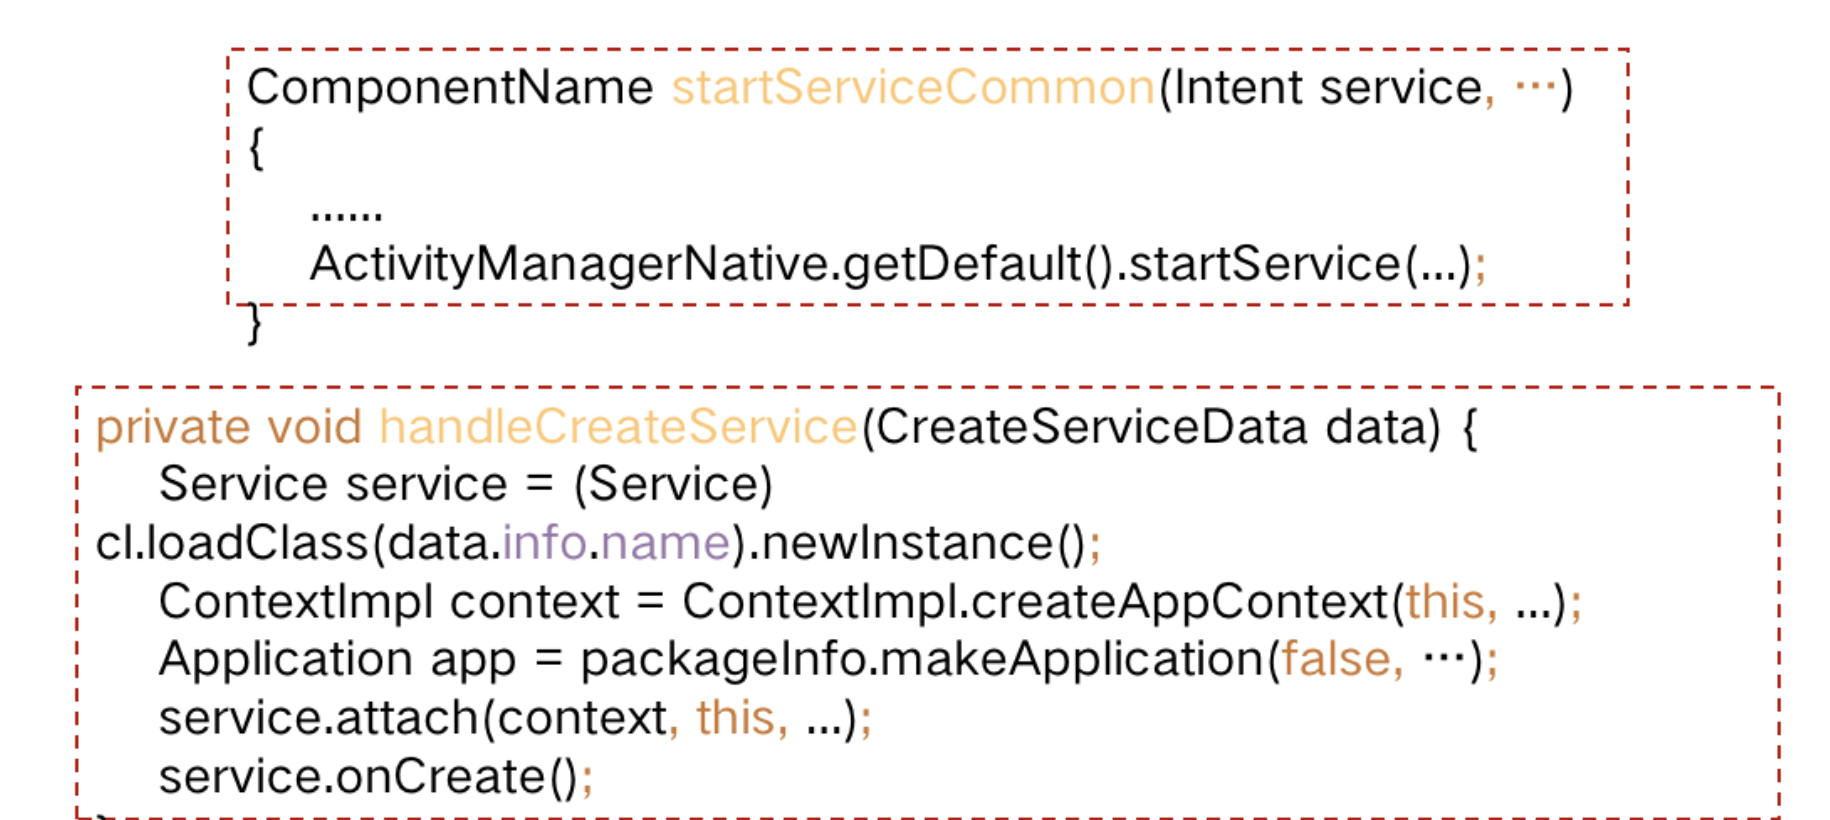 ComponentName startServiceCommon(Intent service, ···)
{
......
ActivityManagerNative.getDefault().startService(...);
}
private void handleCreateService(CreateServiceData data) {
Service service = (Service)
cl.loadClass(data.info.name).newInstance();
ContextImpl context = ContextImpl.createAppContext(this, ...);
Application app = packageInfo.makeApplication(false, ···);
service.attach(context, this, ...);
service.onCreate();